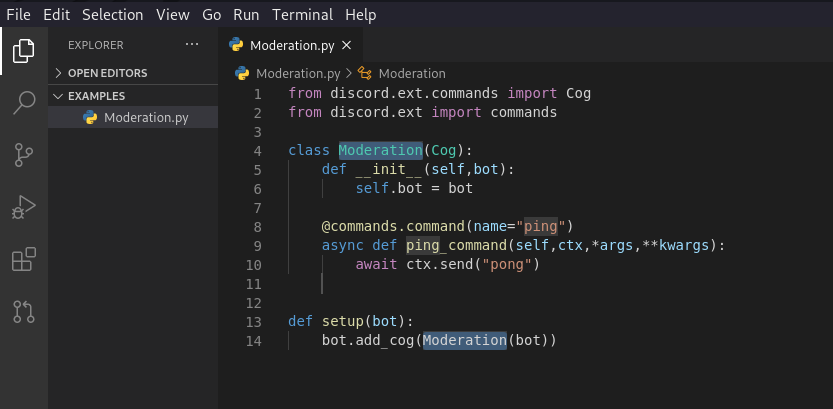 File Edit Selection View Go Run Terminal Help
EXPLORER ···
OPEN EDITORS
EXAMPLES
Moderation.py
Moderation.py ×
Moderation.py > Moderation
1 from discord.ext.commands import Cog
2 from discord.ext import commands
3
4 class Moderation(Cog):
5 def __init__(self,bot):
6 self.bot = bot
7
8 @commands.command(name="ping")
9 async def ping_command(self,ctx,*args,**kwargs):
10 await ctx.send("pong")
11
12
13 def setup(bot):
14 bot.add_cog(Moderation(bot))